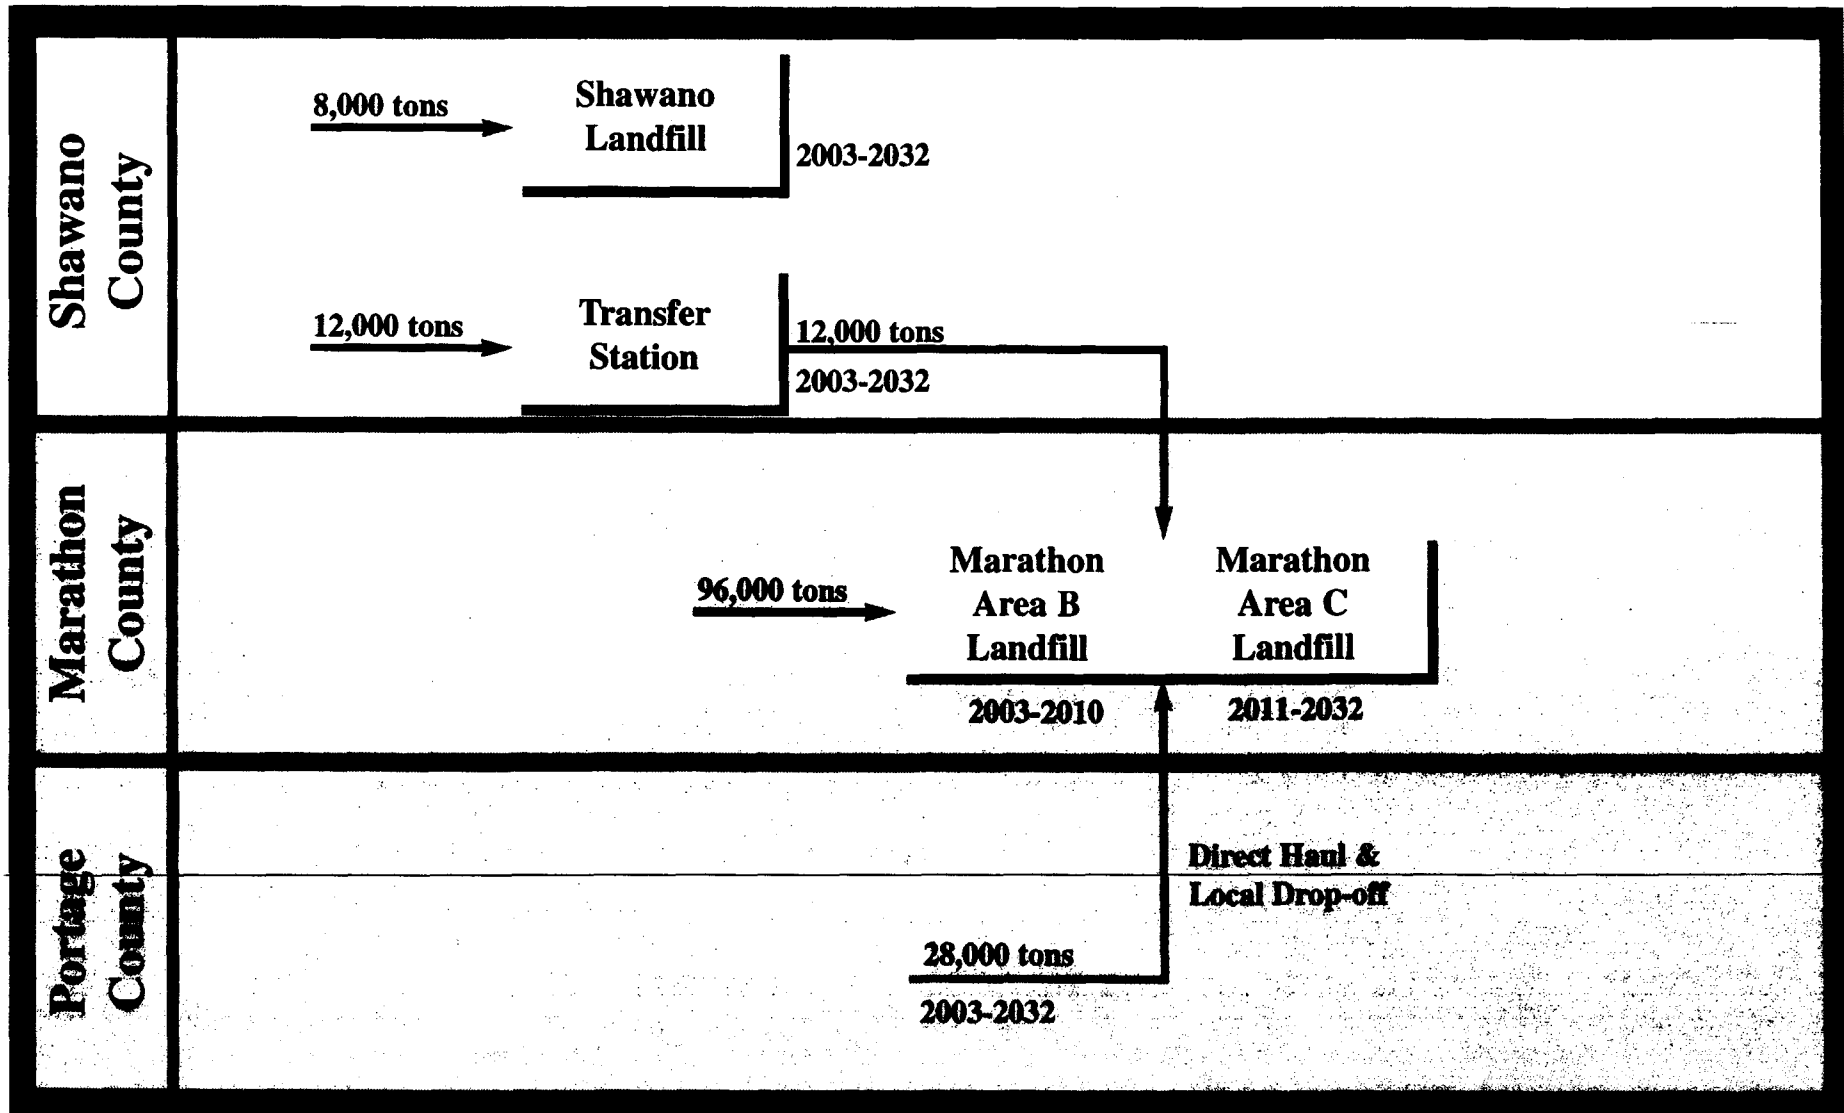 Shawano
County
8,000 tons
Shawano
Landfill
2003-2032
12,000 tons
Transfer
Station
12,000 tons
2003-2032
Marathon
County
96,000 tons
Marathon
Area B
Landfill
2003-2010
Marathon
Area C
Landfill
2011-2032
Portage
County
Direct Haul &
Local Drop-off
28,000 tons
2003-2032